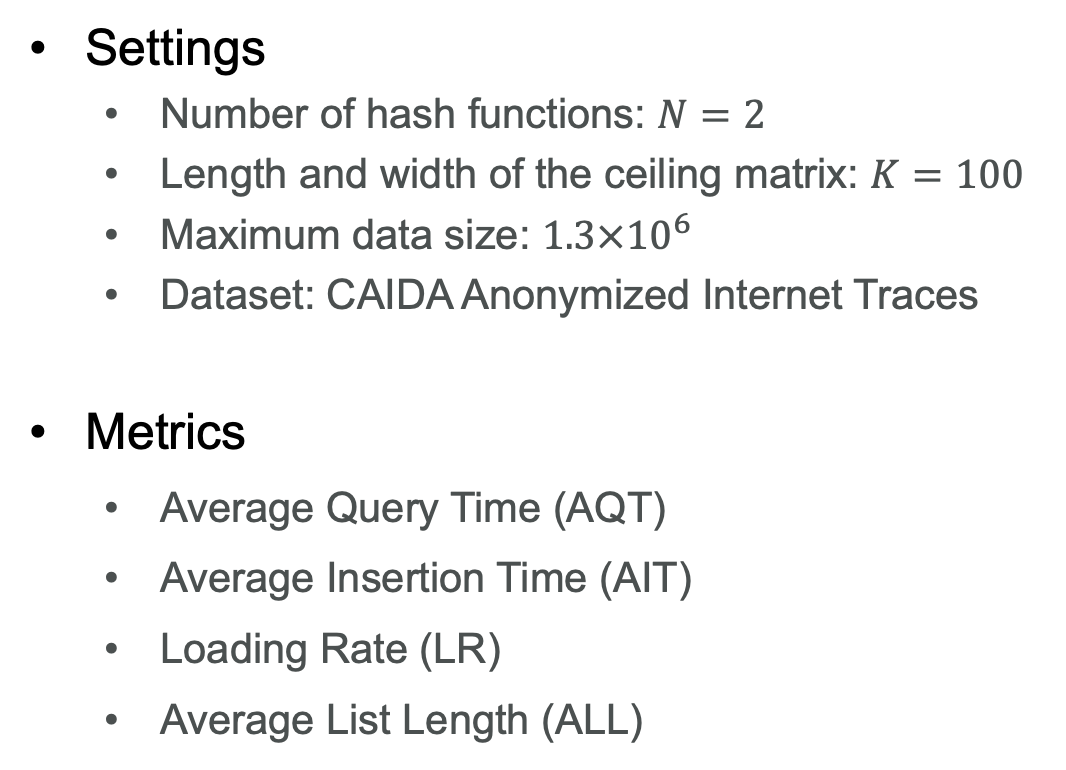 • Settings
• Number of hash functions: N = 2
• Length and width of the ceiling matrix: K = 100
• Maximum data size: 1.3×10⁶
• Dataset: CAIDA Anonymized Internet Traces
• Metrics
• Average Query Time (AQT)
• Average Insertion Time (AIT)
• Loading Rate (LR)
• Average List Length (ALL)